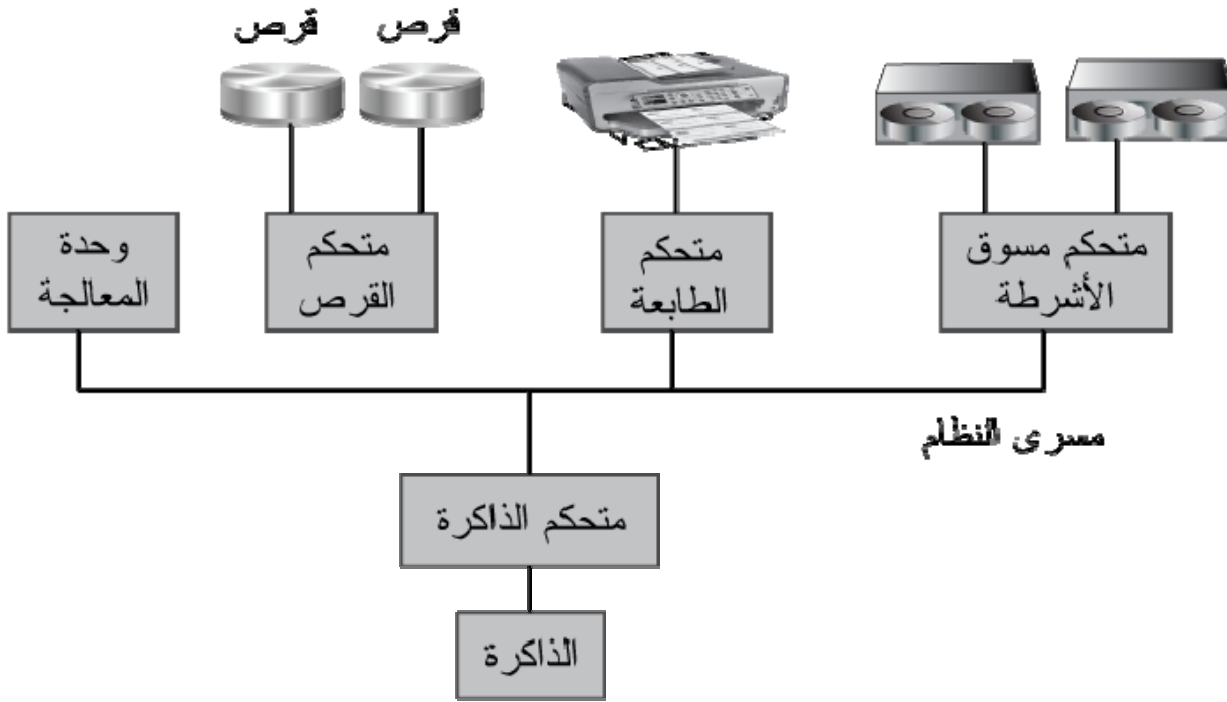 قرص
قرص
متحكم مسوق
الأشرطة
متحكم
الطابعة
متحكم
القرص
وحدة
المعالجة
مسرى النظام
متحكم الذاكرة
الذاكرة